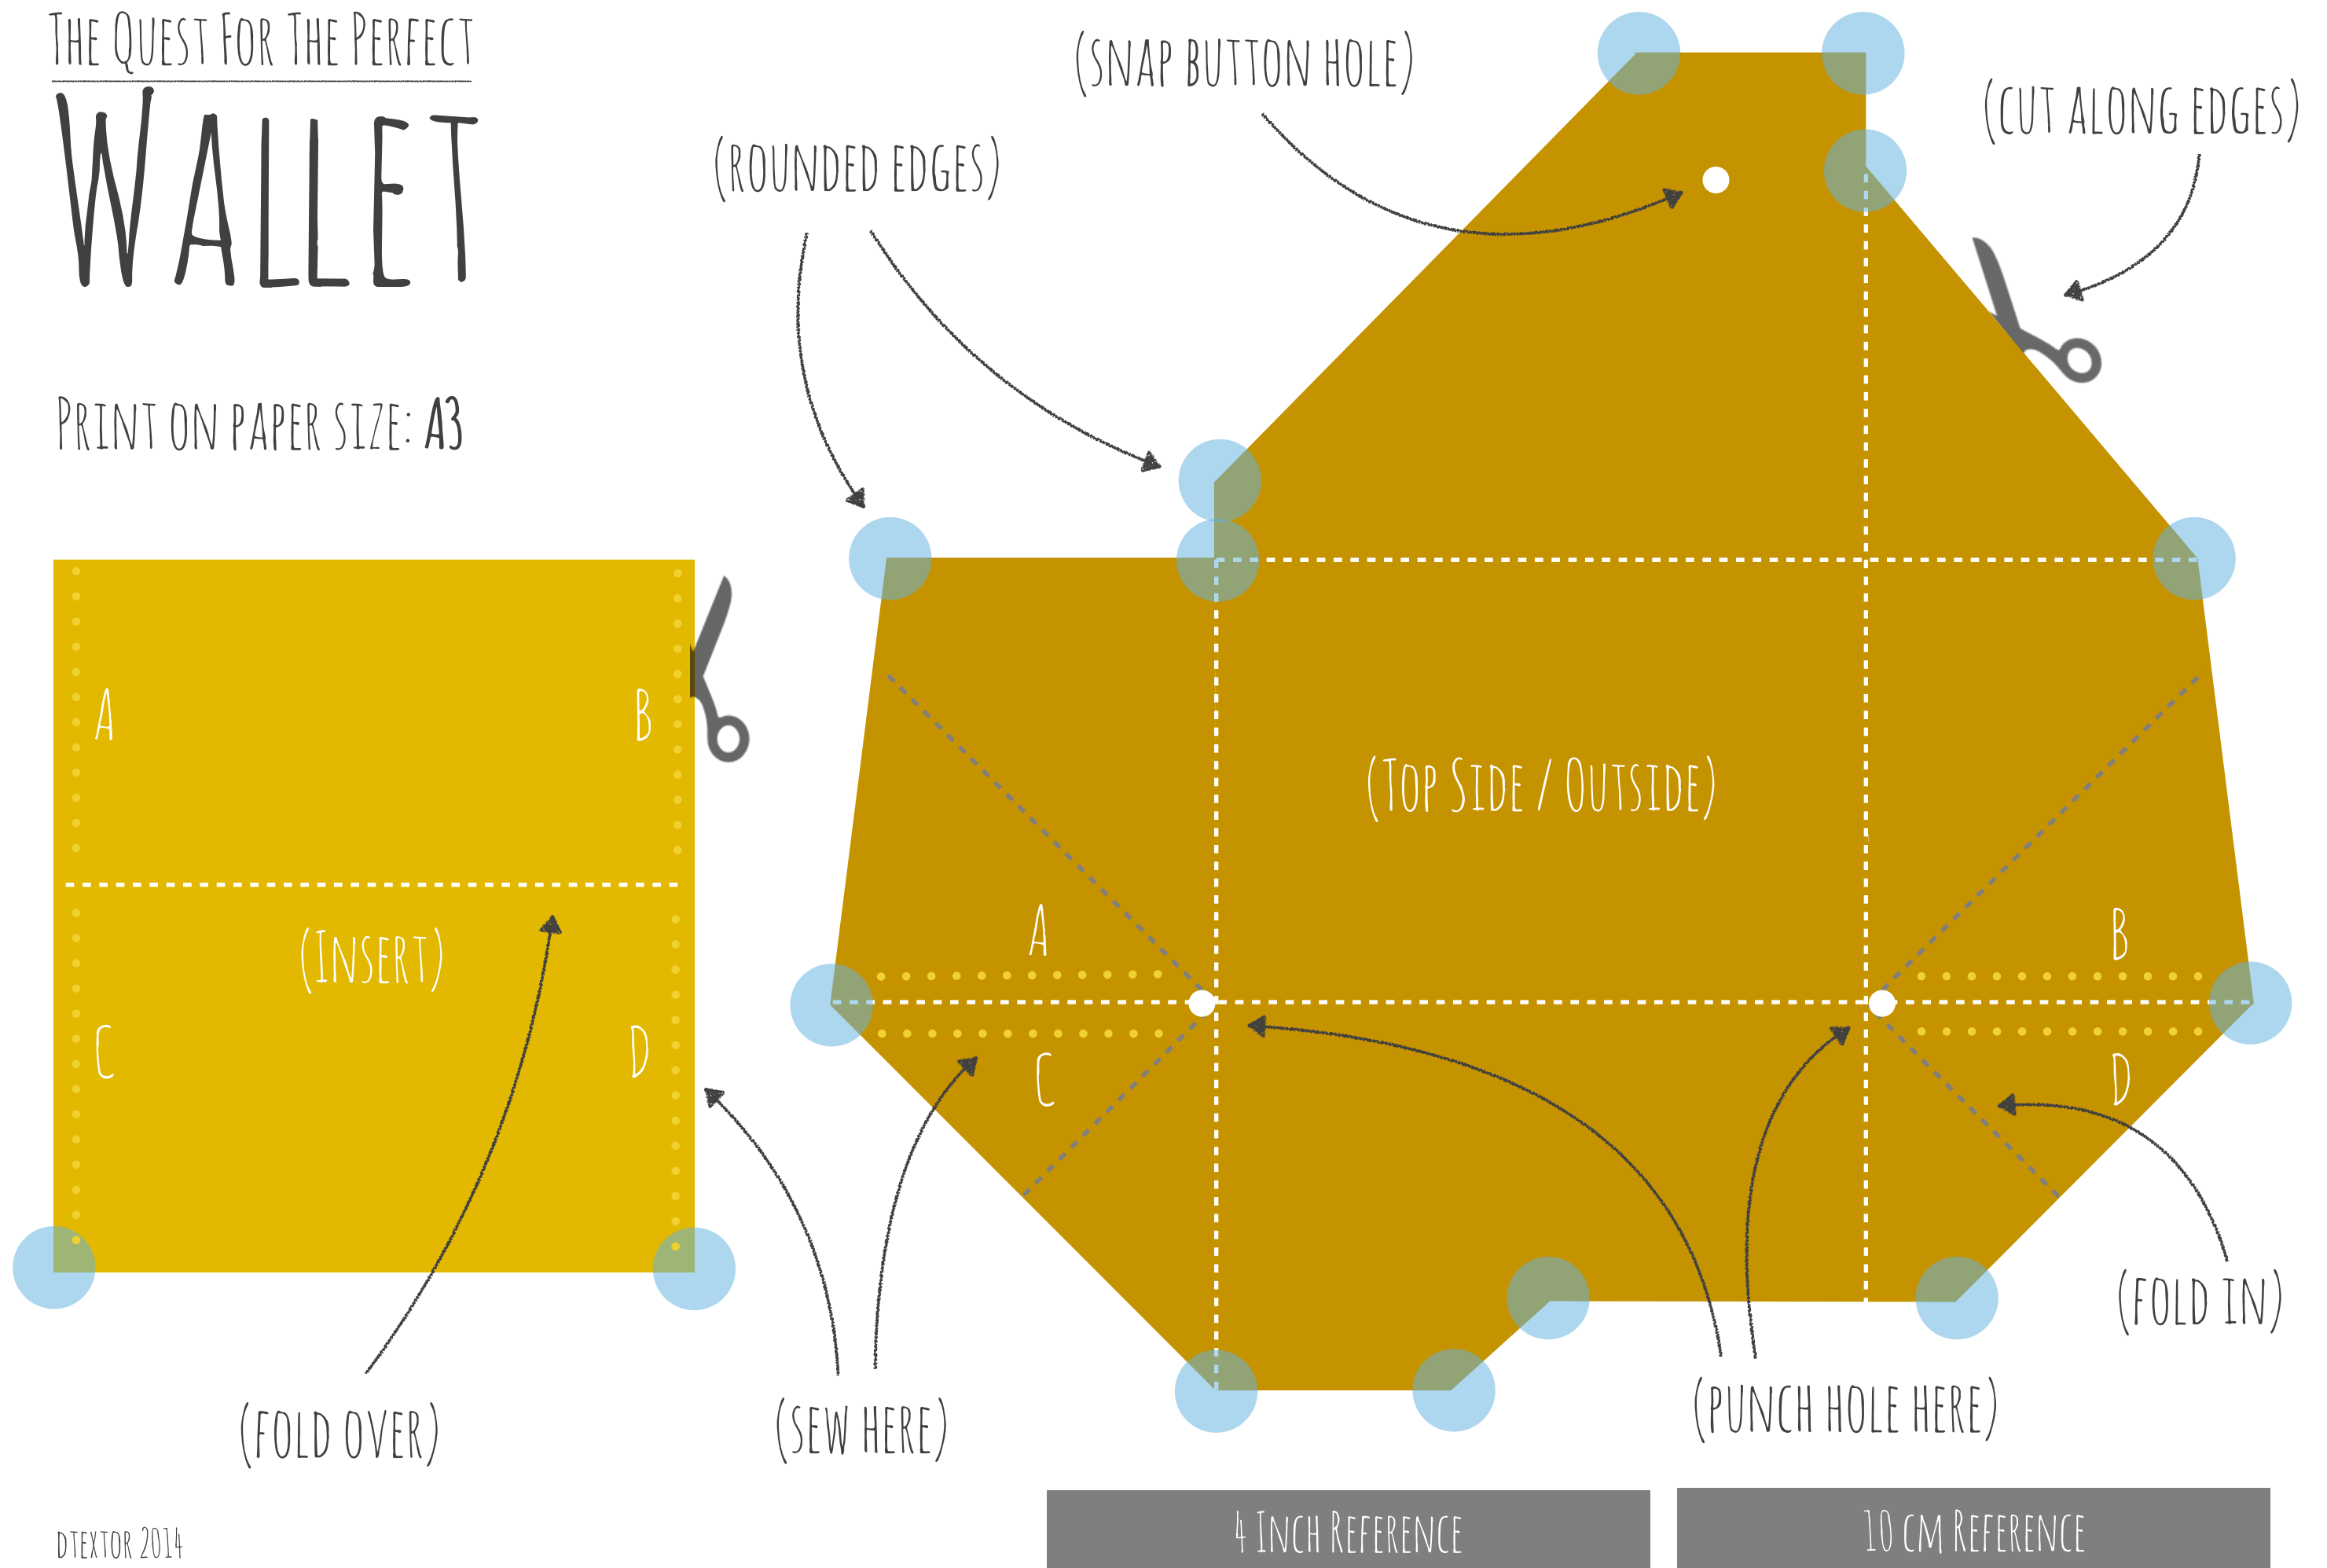 The Quest For The Perfect
Wallet
Print on paper size: A3
(snap button hole)
(cut along edges)
(rounded edges)
A
B
(Insert)
C
D
(Top Side / Outside)
A
B
C
D
(fold in)
(fold over)
(sew here)
(punch hole here)
dtextor 2014
4 Inch Reference
10 cm Reference